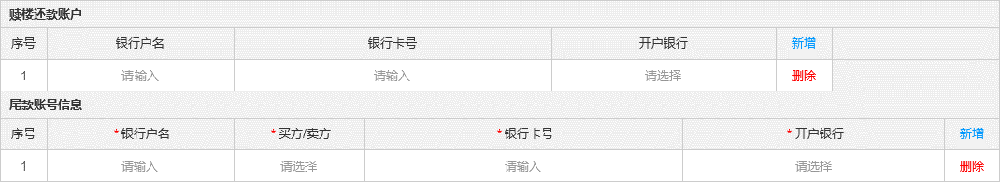 赎楼还款账户
序号 银行户名 银行卡号 开户银行 新增
1 请输入 请输入 请选择 删除
尾款账号信息
序号 *银行户名 *买方/卖方 *银行卡号 *开户银行 新增
1 请输入 请选择 请输入 请选择 删除